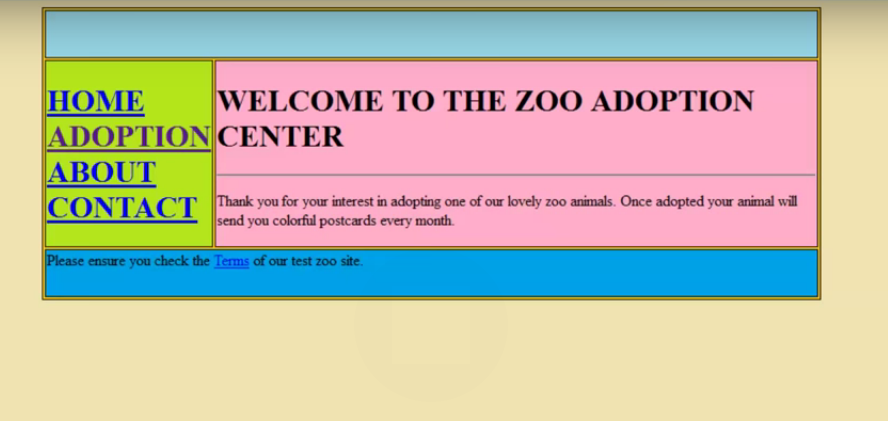 HOME
ADOPTION
ABOUT
CONTACT
WELCOME TO THE ZOO ADOPTION
CENTER
Thank you for your interest in adopting one of our lovely zoo animals. Once adopted your animal will
send you colorful postcards every month.
Please ensure you check the Terms of our test zoo site.